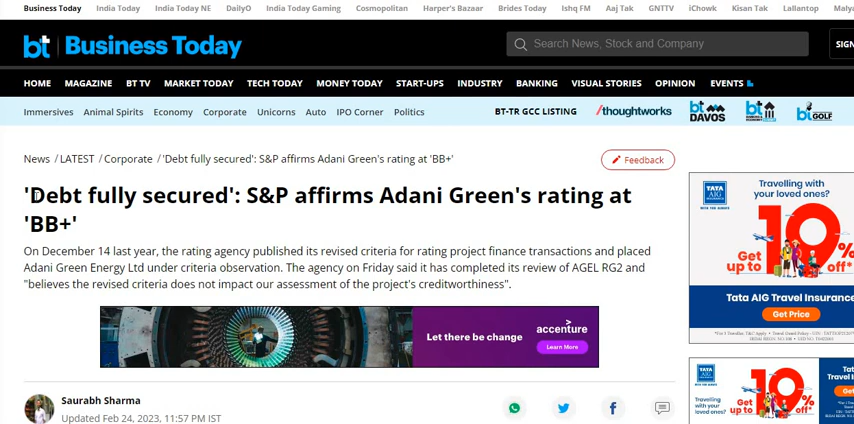 Business Today India Today India Today NE DailyO India Today Gaming Cosmopolitan Harper's Bazaar Brides Today Ishq FM Aaj Tak GNTTV iChowk Kisan Tak Lallantop Malya
bt Business Today
Search News, Stock and Company
SIGN
HOME MAGAZINE BT TV MARKET TODAY TECH TODAY MONEY TODAY START-UPS INDUSTRY BANKING VISUAL STORIES OPINION EVENTS
Immersives Animal Spirits Economy Corporate Unicorns Auto IPO Corner Politics BT-TR GCC LISTING /thoughtworks bt DAVOS bt bt GOLF
News / LATEST / Corporate / 'Debt fully secured': S&P affirms Adani Green's rating at 'BB+'
Feedback
'Debt fully secured': S&P affirms Adani Green's rating at
'BB+'
On December 14 last year, the rating agency published its revised criteria for rating project finance transactions and placed
Adani Green Energy Ltd under criteria observation. The agency on Friday said it has completed its review of AGEL RG2 and
"believes the revised criteria does not impact our assessment of the project's creditworthiness".
Let there be change
accenture
Learn More
Saurabh Sharma
Updated Feb 24, 2023, 11:57 PM IST
TATA
AIG
Travelling with
your loved ones?
Get
up to
19%
off*
Tata AIG Travel Insurance
Get Price
TATA
AIG
Travelling
with your
loved ones?
Get
up to
19%
off*
Tat
Travel I
Get